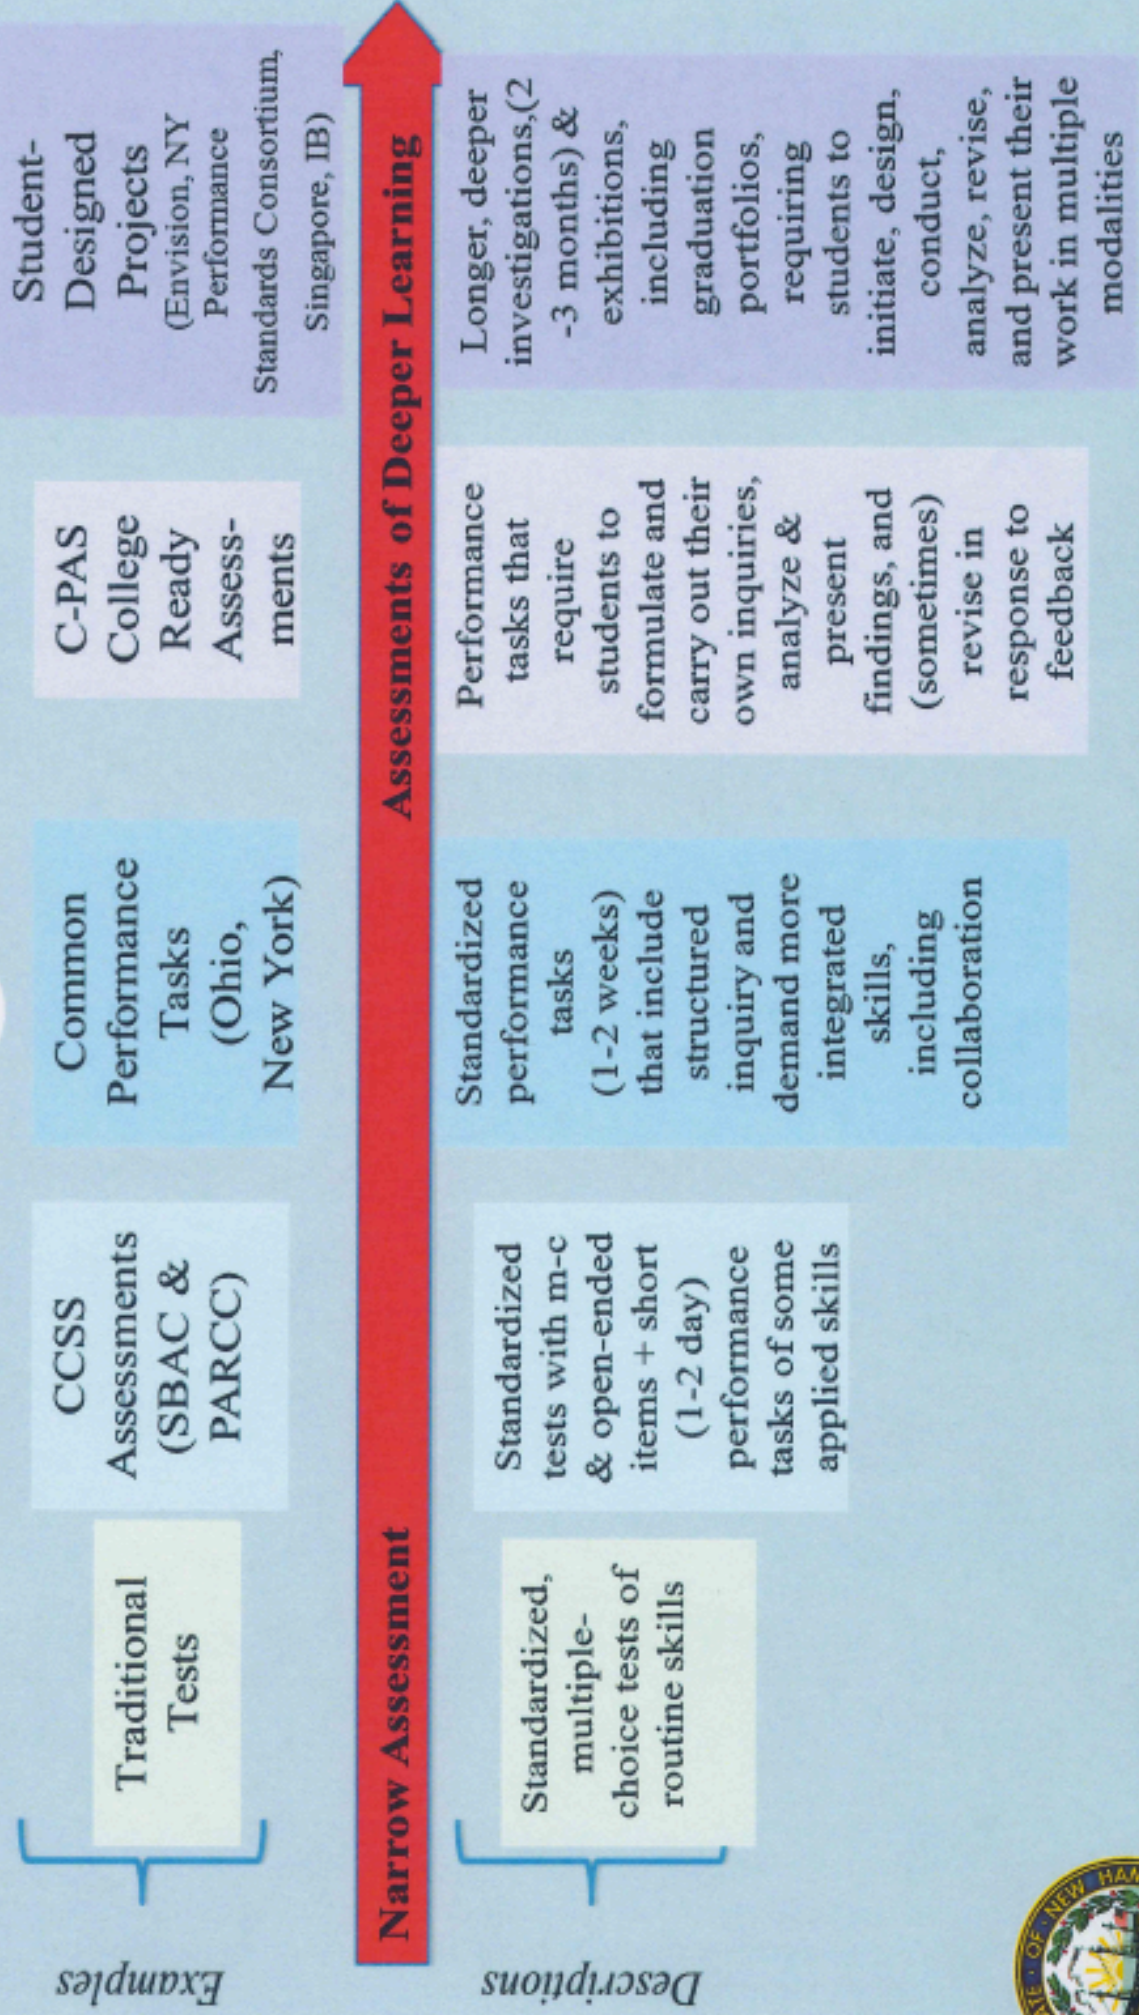 Examples
Traditional
Tests
CCSS
Assessments
(SBAC &
PARCC)
Common
Performance
Tasks
(Ohio,
New York)
C-PAS
College
Ready
Assess-
ments
Student-
Designed
Projects
(Envision, NY
Performance
Standards Consortium,
Singapore, IB)
Narrow Assessment
Assessments of Deeper Learning
Descriptions
Standardized,
multiple-
choice tests of
routine skills
Standardized
tests with m-c
& open-ended
items + short
(1-2 day)
performance
tasks of some
applied skills
Standardized
performance
tasks
(1-2 weeks)
that include
structured
inquiry and
demand more
integrated
skills,
including
collaboration
Performance
tasks that
require
students to
formulate and
carry out their
own inquiries,
analyze &
present
findings, and
(sometimes)
revise in
response to
feedback
Longer, deeper
investigations,(2
-3 months) &
exhibitions,
including
graduation
portfolios,
requiring
students to
initiate, design,
conduct,
analyze, revise,
and present their
work in multiple
modalities
OF · NEW